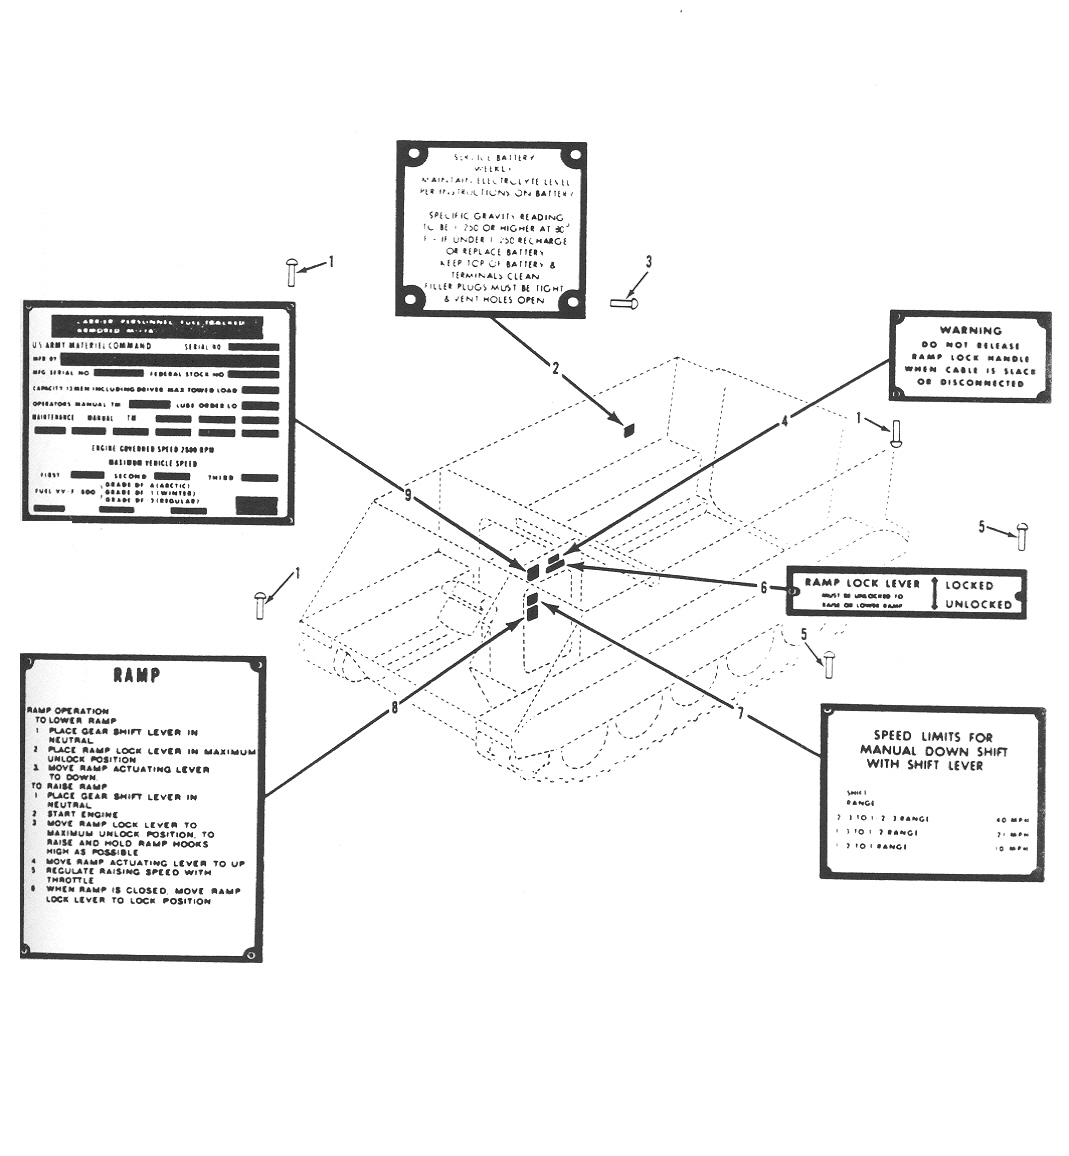 SERVICE BATTERY
WEEKLY
MAINTAIN ELECTROLYTE LEVEL
PER INSTRUCTIONS ON BATTERY
SPECIFIC GRAVITY READING
TO BE 1 250 OR HIGHER AT 80°
F - IF UNDER 1 250 RECHARGE
OR REPLACE BATTERY
KEEP TOP OF BATTERY &
TERMINALS CLEAN
FILLER PLUGS MUST BE TIGHT
& VENT HOLES OPEN
1
3
2
CARRIER PERSONNEL FULL TRACKED
ARMORED
US ARMY MATERIEL COMMAND SERIAL NO
MFR BY
MFG SERIAL NO FEDERAL STOCK NO
CAPACITY 13 MEN INCLUDING DRIVER MAX TOWED LOAD
OPERATORS MANUAL TM LUBE ORDER LO
MAINTENANCE MANUAL TM
ENGINE GOVERNED SPEED 2800 RPM
MAXIMUM VEHICLE SPEED
FIRST SECOND THIRD
GRADE DF A (ARCTIC)
FUEL VV-F 800 GRADE DF 1 (WINTER)
GRADE DF 2 (REGULAR)
9
WARNING
DO NOT RELEASE
RAMP LOCK HANDLE
WHEN CABLE IS SLACK
OR DISCONNECTED
4
1
5
6
RAMP LOCK LEVER
MUST BE UNLOCKED TO
RAISE OR LOWER RAMP
LOCKED
UNLOCKED
1
5
RAMP
RAMP OPERATION
TO LOWER RAMP
1 PLACE GEAR SHIFT LEVER IN
NEUTRAL
2 PLACE RAMP LOCK LEVER IN MAXIMUM
UNLOCK POSITION
3. MOVE RAMP ACTUATING LEVER
TO DOWN.
TO RAISE RAMP
1 PLACE GEAR SHIFT LEVER IN
NEUTRAL
2 START ENGINE
3 MOVE RAMP LOCK LEVER TO
MAXIMUM UNLOCK POSITION, TO
RAISE AND HOLD RAMP HOOKS
HIGH AS POSSIBLE
4 MOVE RAMP ACTUATING LEVER TO UP
5 REGULATE RAISING SPEED WITH
THROTTLE
6 WHEN RAMP IS CLOSED, MOVE RAMP
LOCK LEVER TO LOCK POSITION
8
7
SPEED LIMITS FOR
MANUAL DOWN SHIFT
WITH SHIFT LEVER
SHIFT
RANGE
2 3 TO 1 2 3 RANGE 40 MPH
1 3 TO 1 2 RANGE 21 MPH
1 2 TO 1 RANGE 10 MPH